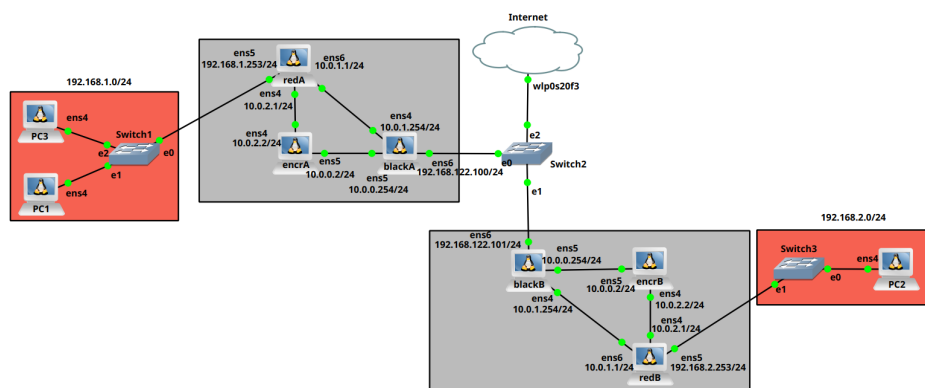 Internet
wlp0s20f3
e2
e0
Switch2
e1
192.168.1.0/24
PC3
ens4
Switch1
e2
e0
e1
ens4
PC1
ens5
192.168.1.253/24
redA
ens6
10.0.1.1/24
ens4
10.0.2.1/24
ens4
10.0.2.2/24
encrA
ens5
10.0.0.2/24
ens4
10.0.1.254/24
blackA
ens5
10.0.0.254/24
ens6
192.168.122.100/24
ens6
192.168.122.101/24
blackB
ens5
10.0.0.254/24
ens4
10.0.1.254/24
encrB
ens5
10.0.0.2/24
ens4
10.0.2.2/24
ens4
10.0.2.1/24
ens6
10.0.1.1/24
redB
ens5
192.168.2.253/24
192.168.2.0/24
Switch3
e1
e0
ens4
PC2